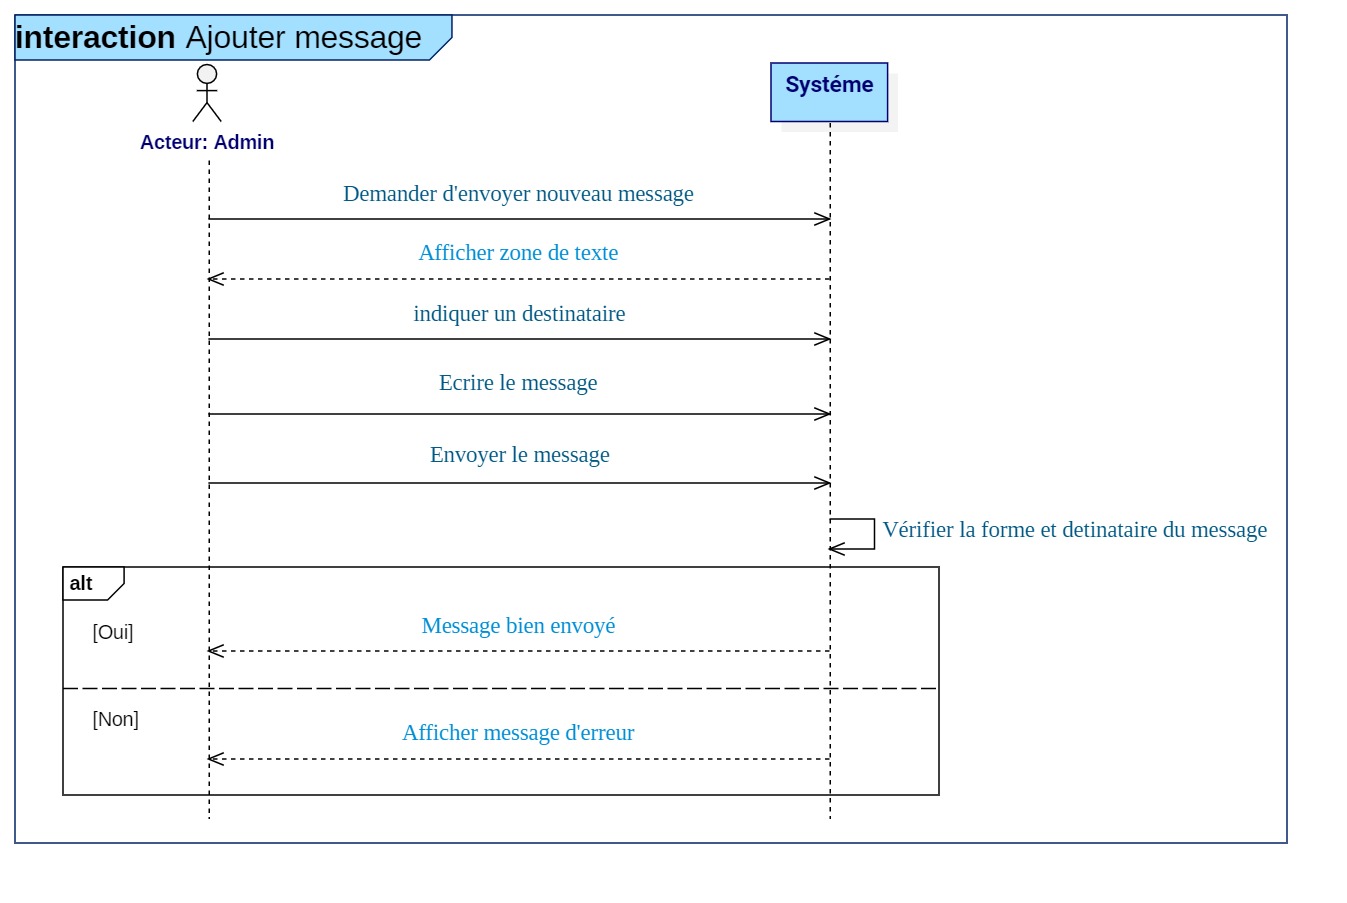 interaction Ajouter message
Acteur: Admin
Systéme
Demander d'envoyer nouveau message
Afficher zone de texte
indiquer un destinataire
Ecrire le message
Envoyer le message
Vérifier la forme et detinataire du message
alt
[Oui]
Message bien envoyé
[Non]
Afficher message d'erreur